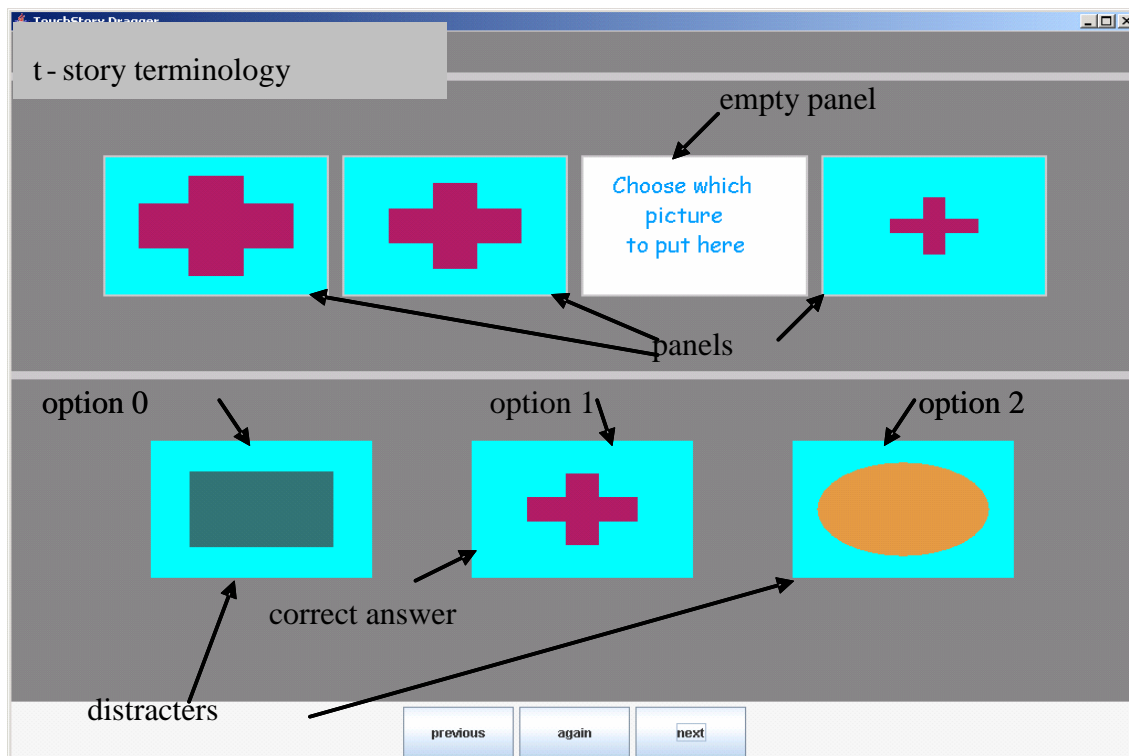 TouchStory Dragger
t - story terminology
empty panel
Choose which
picture
to put here
panels
option 0
option 1
option 2
correct answer
distracters
previous
again
next